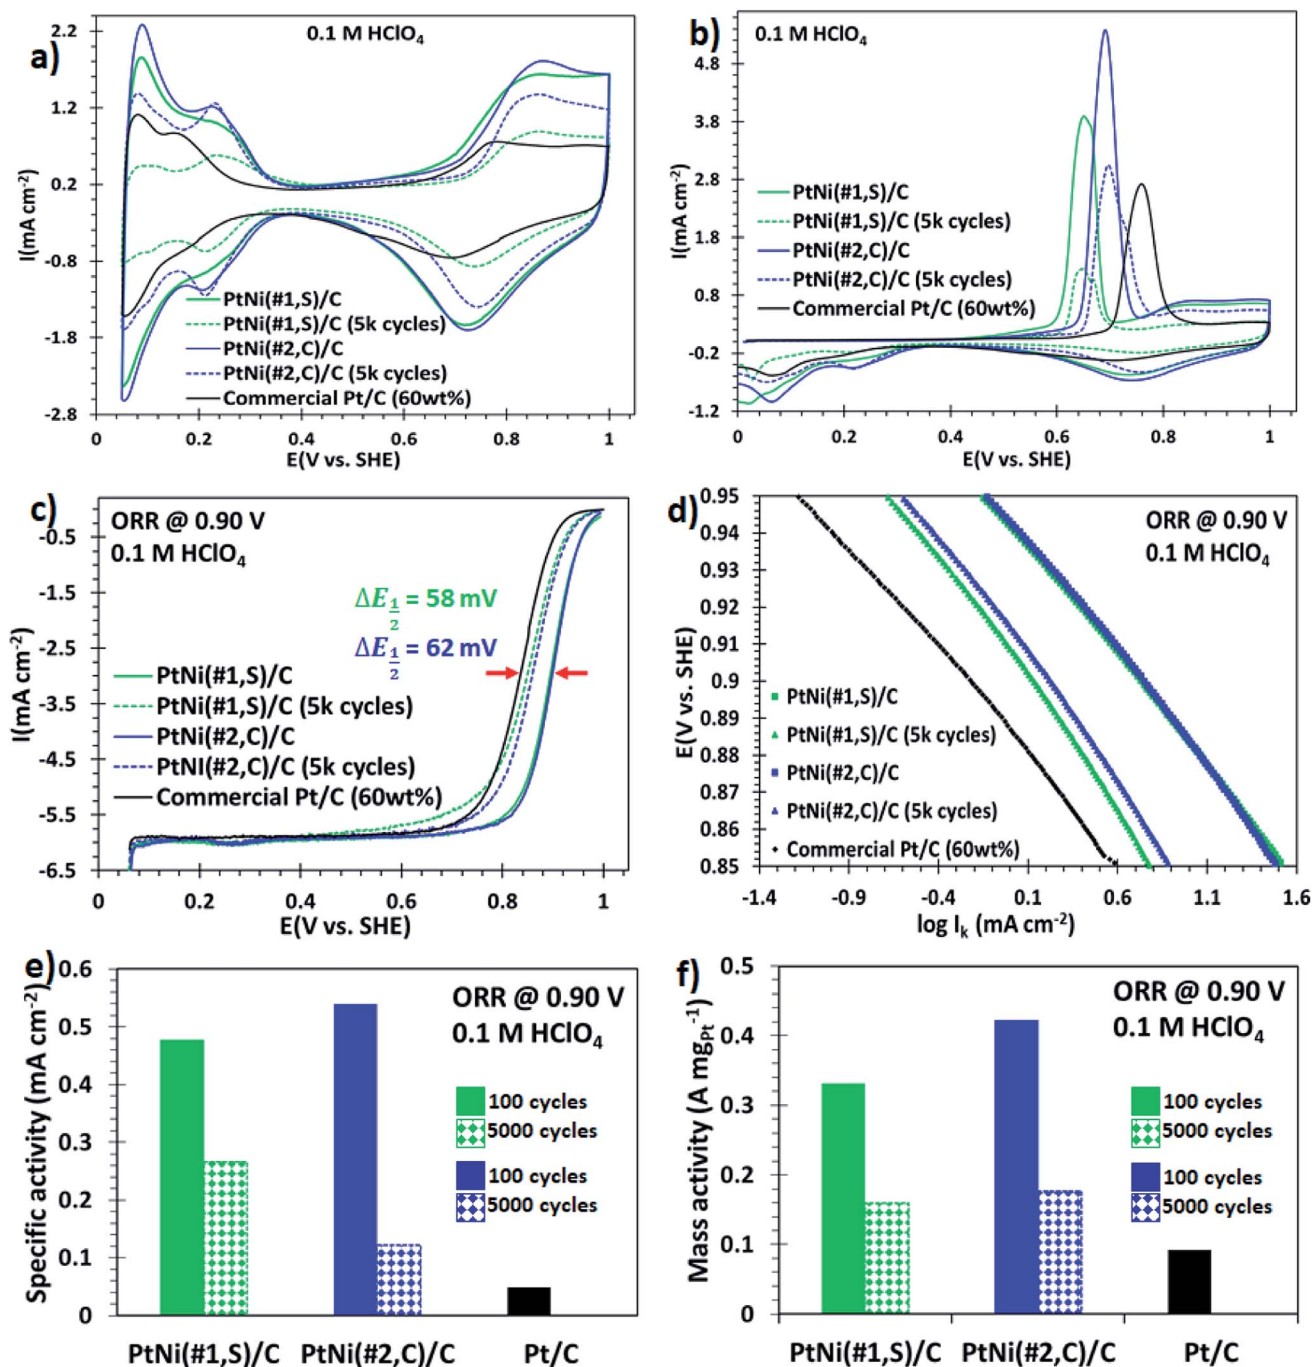 a)
0.1 M HClO₄
2.2
1.2
0.2
-0.8
-1.8
-2.8
I(mA cm⁻²)
PtNi(#1,S)/C
PtNi(#1,S)/C (5k cycles)
PtNi(#2,C)/C
PtNi(#2,C)/C (5k cycles)
Commercial Pt/C (60wt%)
0 0.2 0.4 0.6 0.8 1
E(V vs. SHE)
b)
0.1 M HClO₄
4.8
3.8
2.8
1.8
0.8
-0.2
-1.2
I(mA cm⁻²)
PtNi(#1,S)/C
PtNi(#1,S)/C (5k cycles)
PtNi(#2,C)/C
PtNi(#2,C)/C (5k cycles)
Commercial Pt/C (60wt%)
0 0.2 0.4 0.6 0.8 1
E(V vs. SHE)
c)
ORR @ 0.90 V
0.1 M HClO₄
-0.5
-1.5
-2.5
-3.5
-4.5
-5.5
-6.5
I(mA cm⁻²)
ΔE½ = 58 mV
ΔE½ = 62 mV
PtNi(#1,S)/C
PtNi(#1,S)/C (5k cycles)
PtNi(#2,C)/C
PtNI(#2,C)/C (5k cycles)
Commercial Pt/C (60wt%)
0 0.2 0.4 0.6 0.8 1
E(V vs. SHE)
d)
ORR @ 0.90 V
0.1 M HClO₄
0.95
0.94
0.93
0.92
0.9
0.89
0.88
0.86
0.85
E(V vs. SHE)
PtNi(#1,S)/C
PtNi(#1,S)/C (5k cycles)
PtNi(#2,C)/C
PtNi(#2,C)/C (5k cycles)
Commercial Pt/C (60wt%)
-1.4 -0.9 -0.4 0.1 0.6 1.1 1.6
log Iₖ (mA cm⁻²)
e)
ORR @ 0.90 V
0.1 M HClO₄
0.6
0.5
0.4
0.3
0.2
0.1
0
Specific activity (mA cm⁻²)
100 cycles
5000 cycles
100 cycles
5000 cycles
PtNi(#1,S)/C PtNi(#2,C)/C Pt/C
f)
ORR @ 0.90 V
0.1 M HClO₄
0.5
0.4
0.3
0.2
0.1
0
Mass activity (A mg<sub>Pt</sub>⁻¹)
100 cycles
5000 cycles
100 cycles
5000 cycles
PtNi(#1,S)/C PtNi(#2,C)/C Pt/C